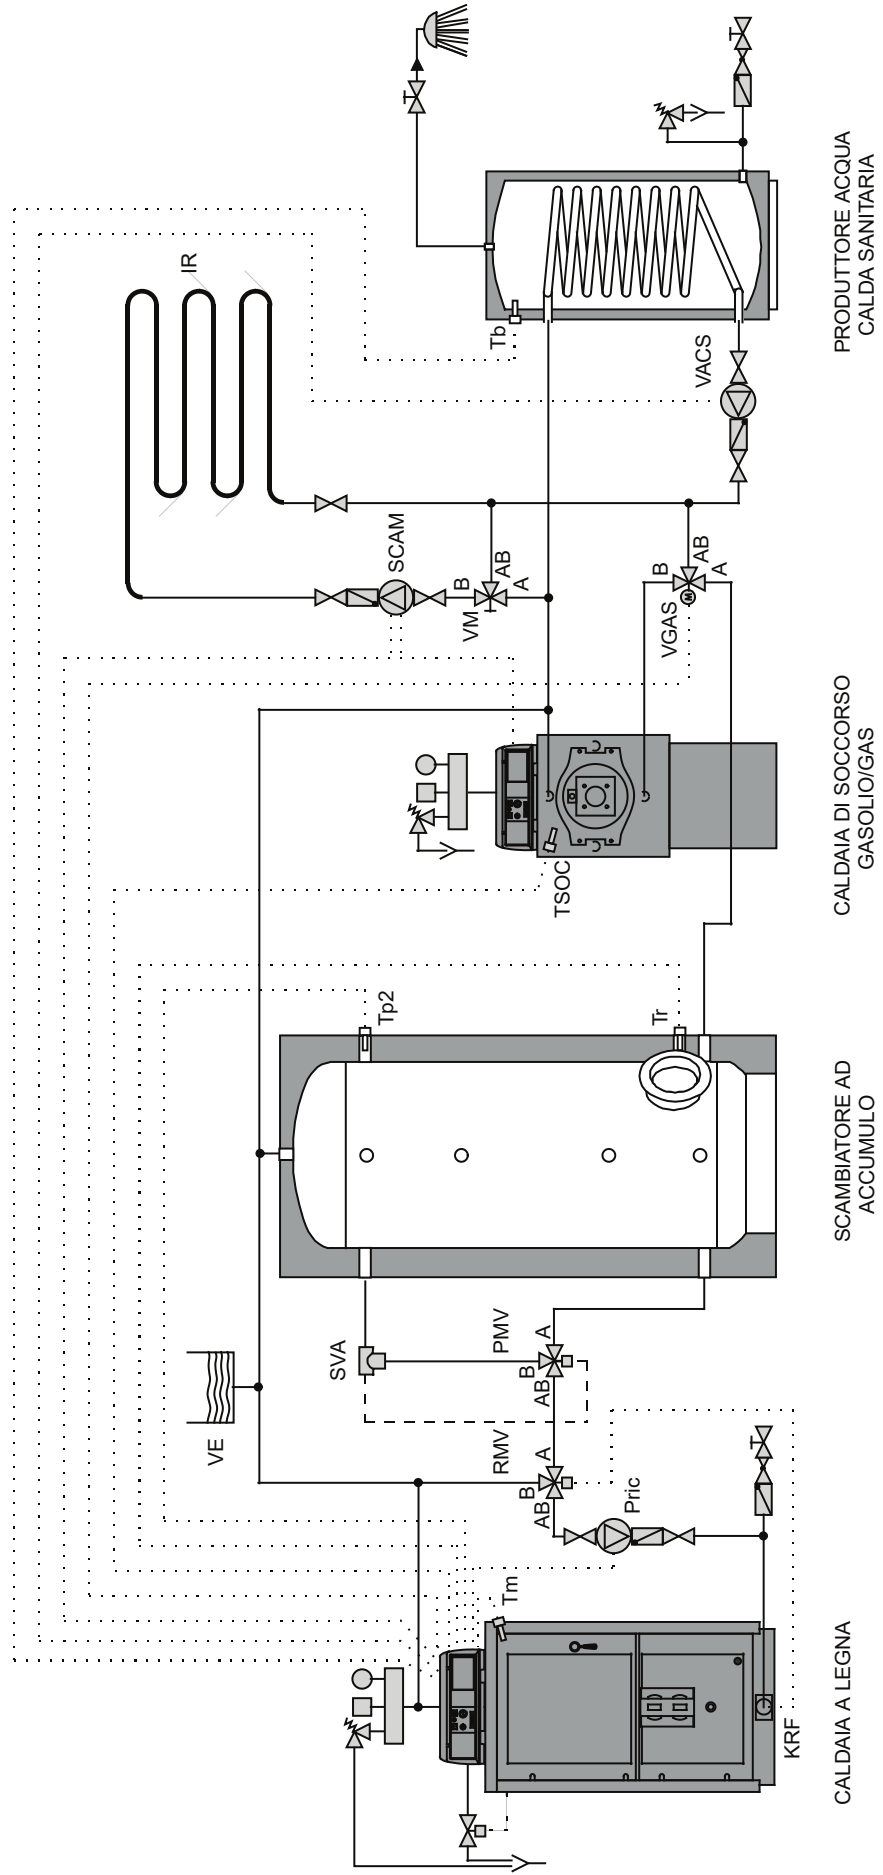 CALDAIA A LEGNA
SCAMBIATORE AD
ACCUMULO
CALDAIA DI SOCCORSO
GASOLIO/GAS
PRODUTTORE ACQUA
CALDA SANITARIA
VE
SVA
RMV
PMV
B
A
AB
B
A
AB
Tm
Pric
KRF
Tp2
Tr
TSOC
IR
SCAM
VM
B
AB
A
VGAS
M
B
AB
A
Tb
VACS